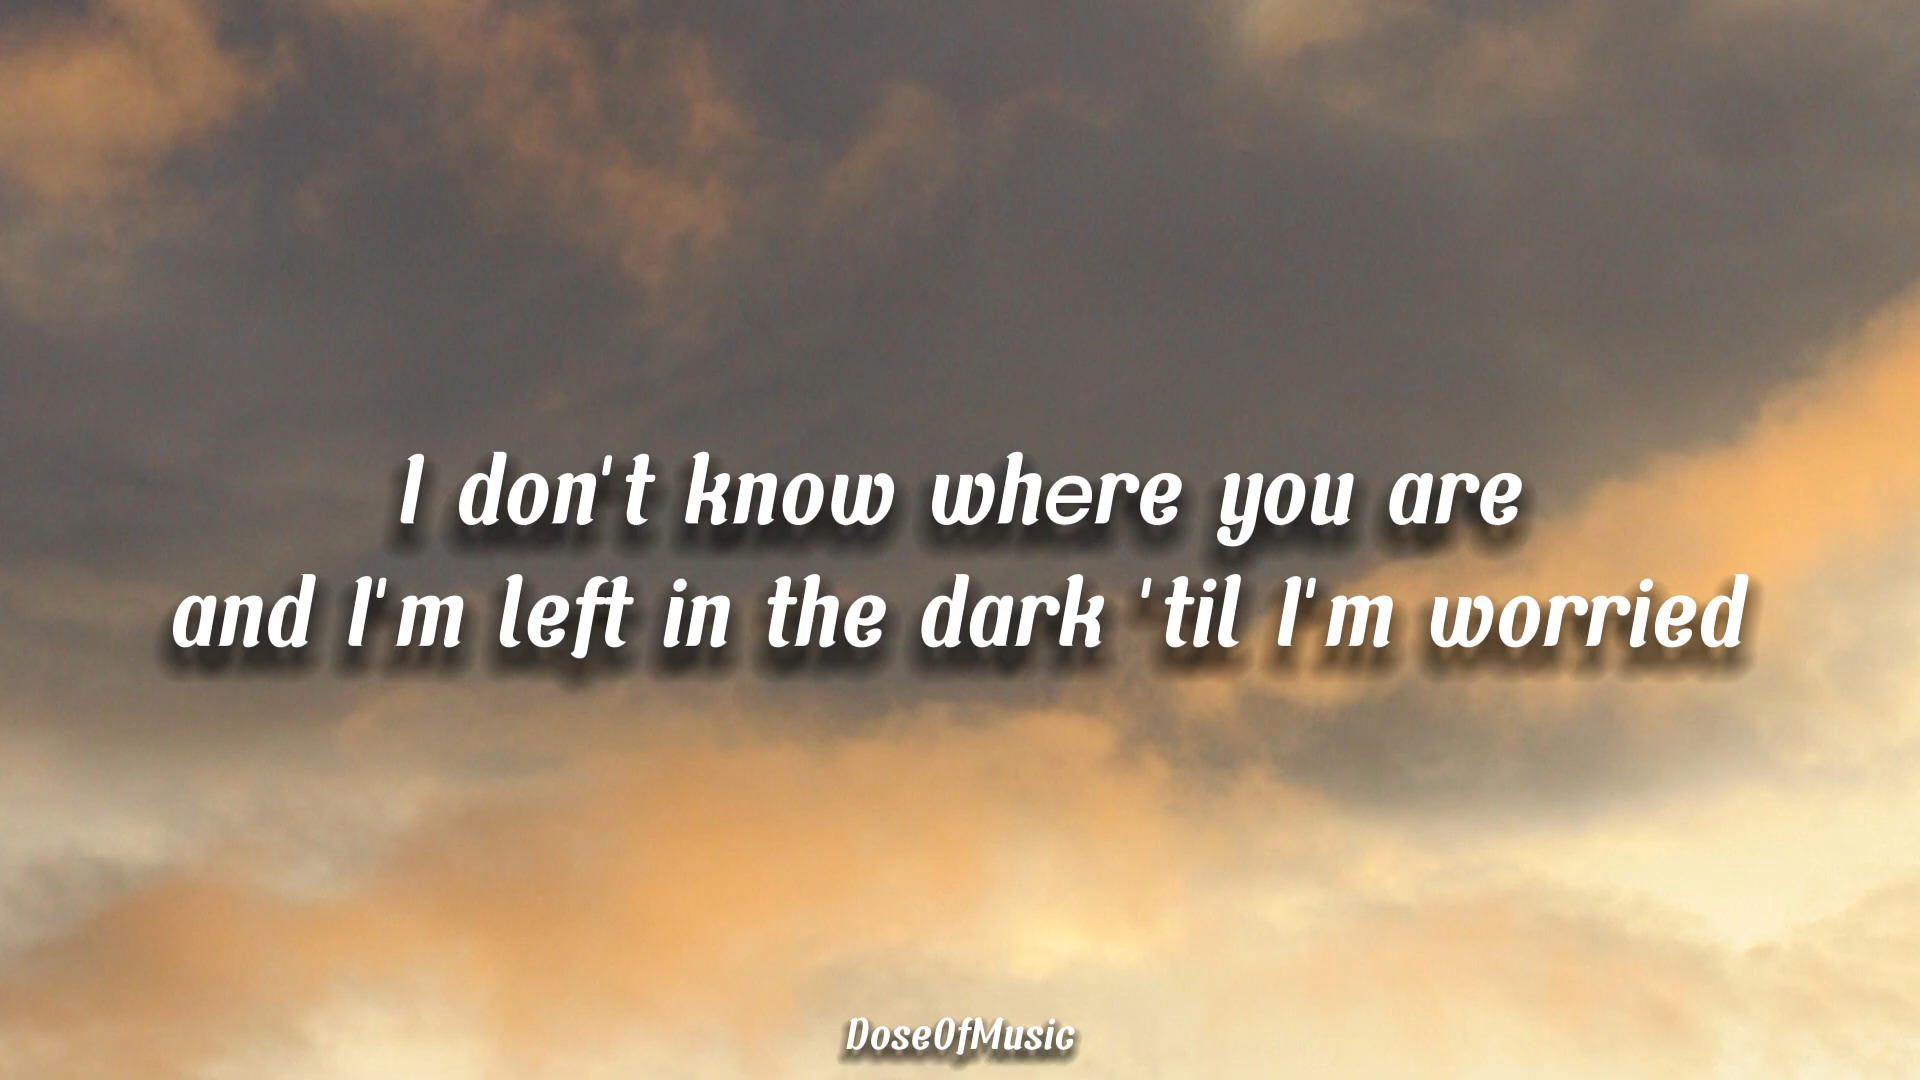 I don't know where you are
and I'm left in the dark 'til I'm worried
DoseOfMusic